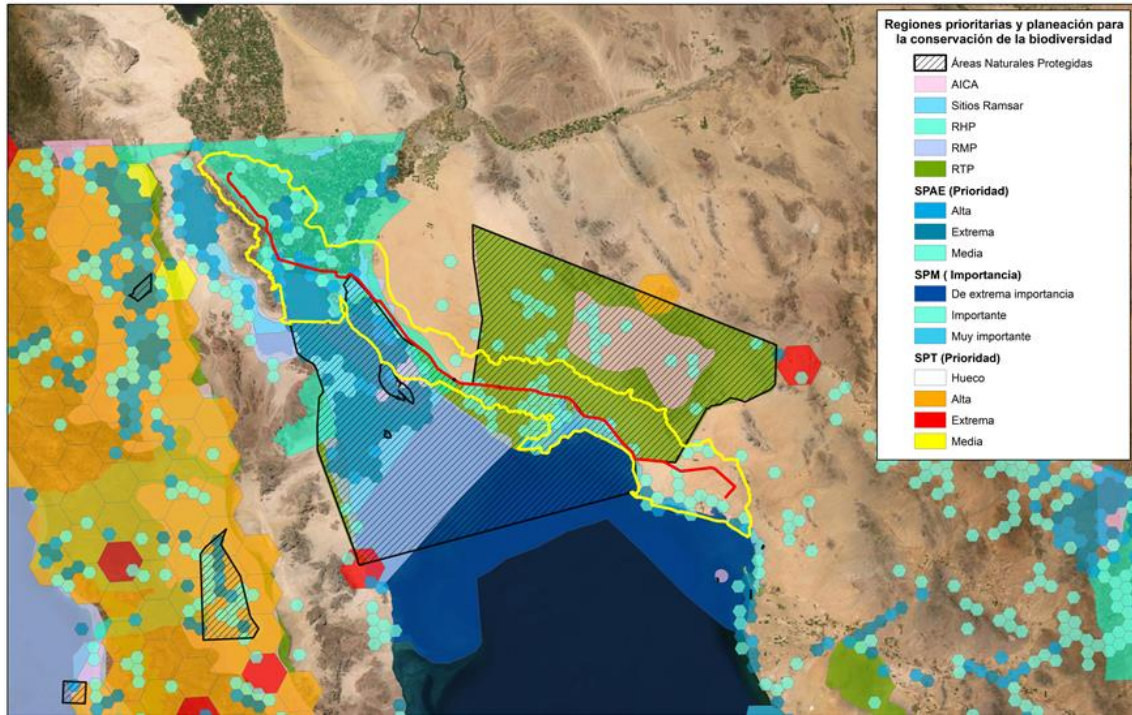 Regiones prioritarias y planeación para
la conservación de la biodiversidad
Áreas Naturales Protegidas
AICA
Sitios Ramsar
RHP
RMP
RTP
SPAE (Prioridad)
Alta
Extrema
Media
SPM ( Importancia)
De extrema importancia
Importante
Muy importante
SPT (Prioridad)
Hueco
Alta
Extrema
Media